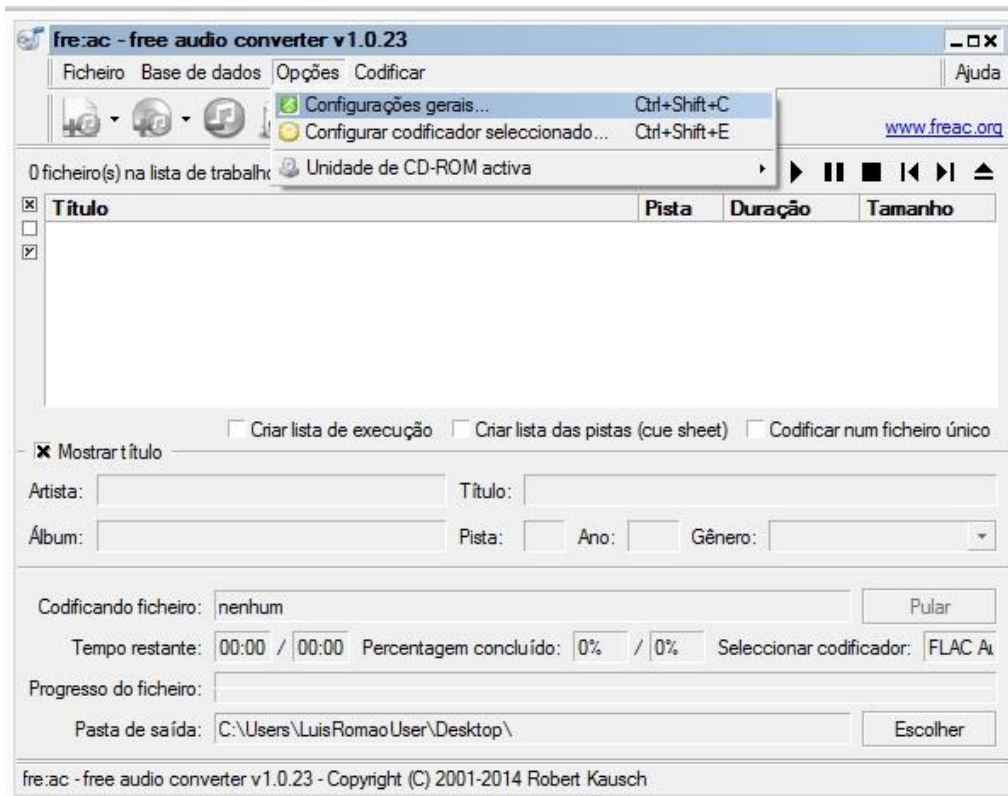 fre:ac - free audio converter v1.0.23
Ficheiro Base de dados Opções Codificar Ajuda
Configurações gerais... Ctrl+Shift+C
Configurar codificador seleccionado... Ctrl+Shift+E
www.freac.org
Unidade de CD-ROM activa
0 ficheiro(s) na lista de trabalho
Título Pista Duração Tamanho
Criar lista de execução Criar lista das pistas (cue sheet) Codificar num ficheiro único
Mostrar título
Artista: Título:
Álbum: Pista: Ano: Gênero:
Codificando ficheiro: nenhum Pular
Tempo restante: 00:00 / 00:00 Percentagem concluído: 0% / 0% Seleccionar codificador: FLAC
Progresso do ficheiro:
Pasta de saída: C:\Users\LuisRomaoUser\Desktop\ Escolher
fre:ac - free audio converter v1.0.23 - Copyright (C) 2001-2014 Robert Kausch